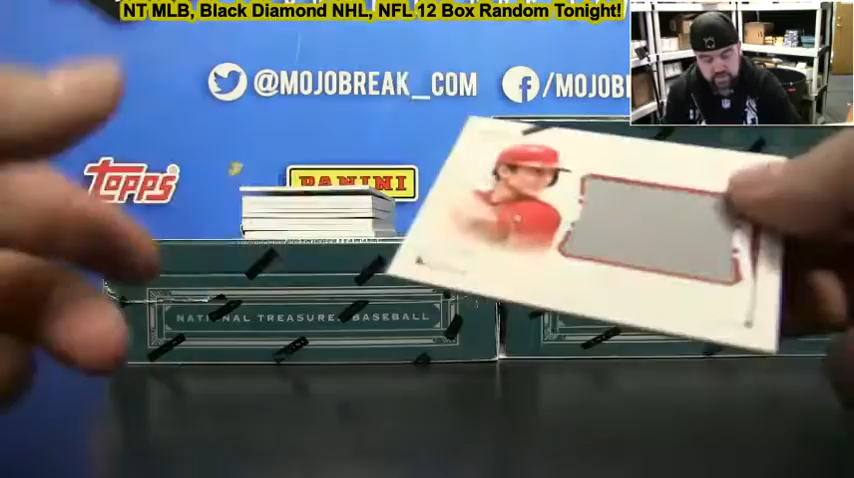 NT MLB, Black Diamond NHL, NFL 12 Box Random Tonight!
@MOJOBREAK_COM
/MOJOB
TOPPS
PANINI
NATIONAL TREASURES BASEBALL